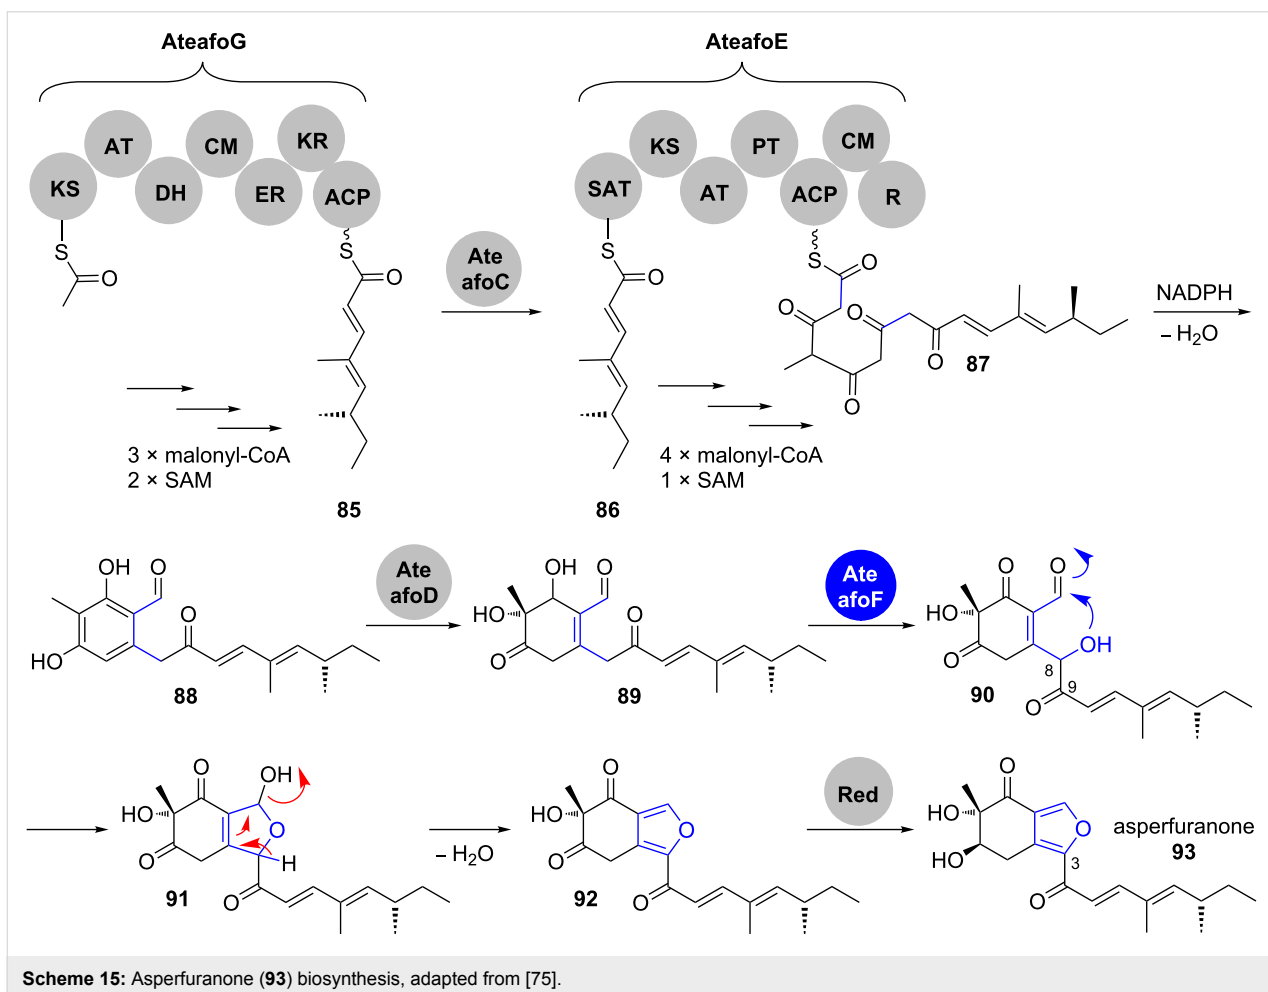 AteafoG
AteafoE
KS
AT
DH
CM
ER
KR
ACP
SAT
KS
AT
PT
ACP
CM
R
S
O
S
O
Ate
afoC
S
O
S
O
O
O
O
O
87
NADPH
– H2O
3 × malonyl-CoA
2 × SAM
85
86
4 × malonyl-CoA
1 × SAM
OH
O
O
HO
88
Ate
afoD
OH
O
HO
O
O
89
Ate
afoF
O
O
HO
O
OH
8
9
O
90
O
OH
HO
O
O
H
O
91
– H2O
O
HO
O
O
O
92
Red
O
HO
HO
O
3
O
asperfuranone
93
Scheme 15: Asperfuranone (93) biosynthesis, adapted from [75].